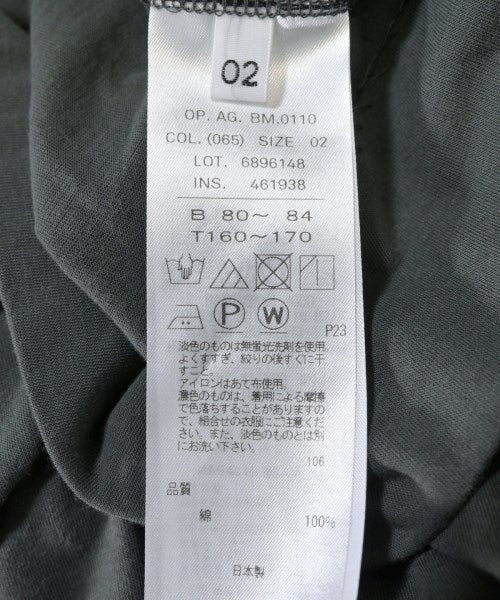 02
OP. AG. BM.0110
COL.(065) SIZE 02
LOT. 6896148
INS. 461938
B 80～ 84
T160～170
P W
P23
淡色のものは無蛍光洗剤を使用。
よくすすぎ、絞りの後すぐに干
すこと。
アイロンはあて布使用。
濃色のものは、着用による摩擦
で色落ちすることがありますの
で、組合せの衣服にご注意くだ
さい。また、淡色のものとは別
にお洗い下さい。
106
品質
綿 100%
日本製